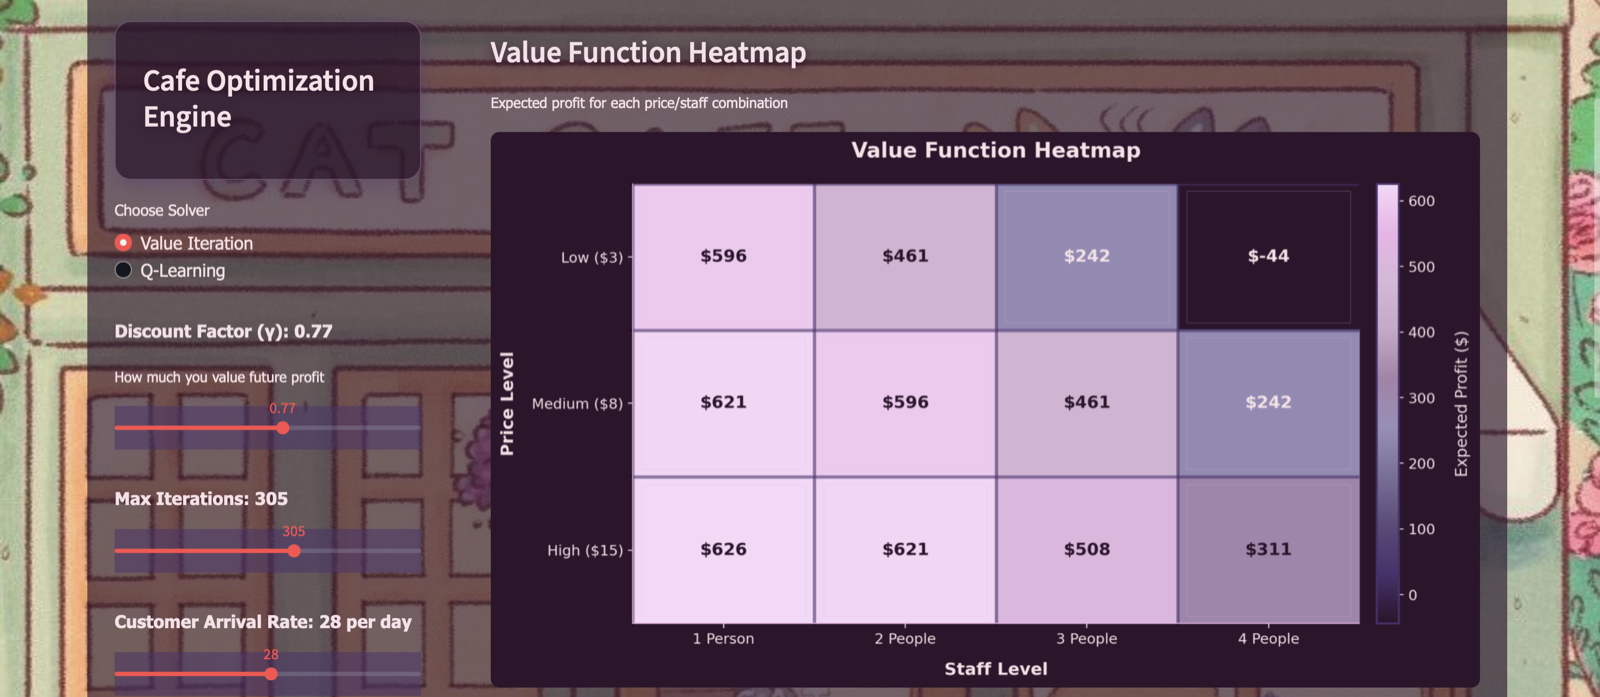 Cafe Optimization
Engine
CAT CAFE
Choose Solver
Value Iteration
Q-Learning
Discount Factor (γ): 0.77
How much you value future profit
0.77
Max Iterations: 305
305
Customer Arrival Rate: 28 per day
28
Value Function Heatmap
Expected profit for each price/staff combination
Value Function Heatmap
Price Level
Low ($3)
$596 $461 $242 $-44
Medium ($8)
$621 $596 $461 $242
High ($15)
$626 $621 $508 $311
1 Person 2 People 3 People 4 People
Staff Level
600
500
400
300
200
100
0
Expected Profit ($)